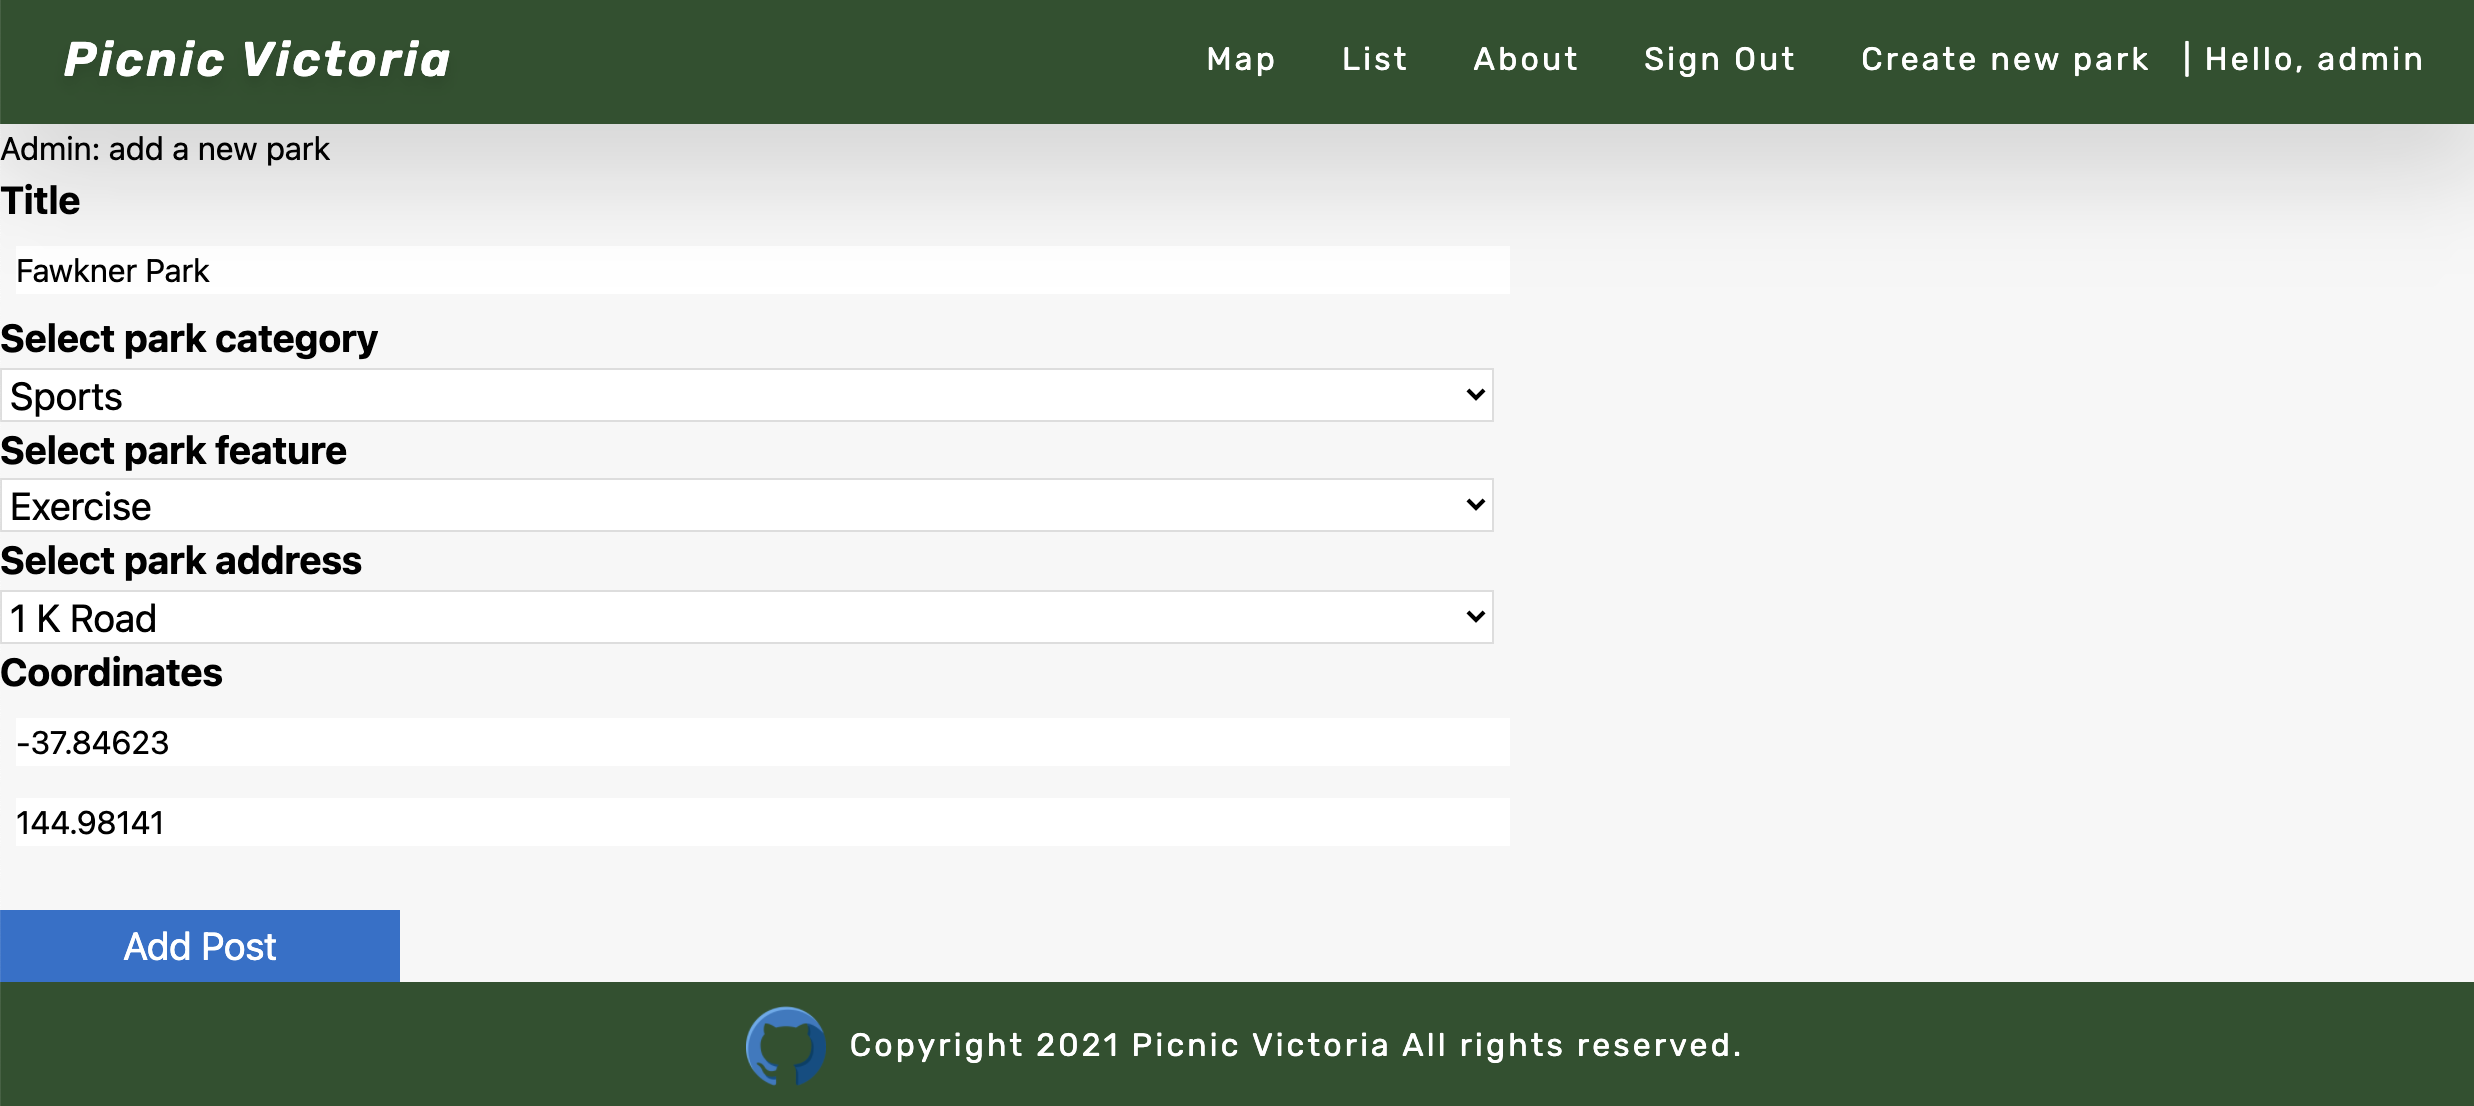 Picnic Victoria
Map List About Sign Out Create new park | Hello, admin
Admin: add a new park
Title
Fawkner Park
Select park category
Sports
Select park feature
Exercise
Select park address
1 K Road
Coordinates
-37.84623
144.98141
Add Post
Copyright 2021 Picnic Victoria All rights reserved.